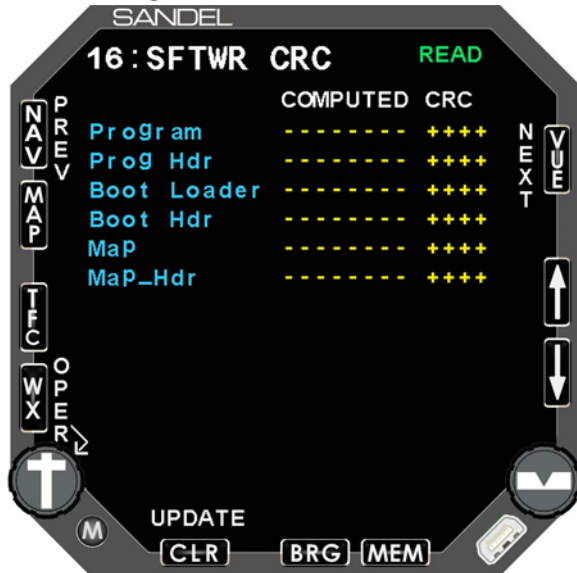 SANDEL
16:SFTWR CRC READ
COMPUTED CRC
Program -------- ++++
Prog Hdr -------- ++++
Boot Loader -------- ++++
Boot Hdr -------- ++++
Map -------- ++++
Map_Hdr -------- ++++
PREV
NAV
MAP
TFC
WX
OPER
NEXT
VUE
M
UPDATE
CLR
BRG
MEM